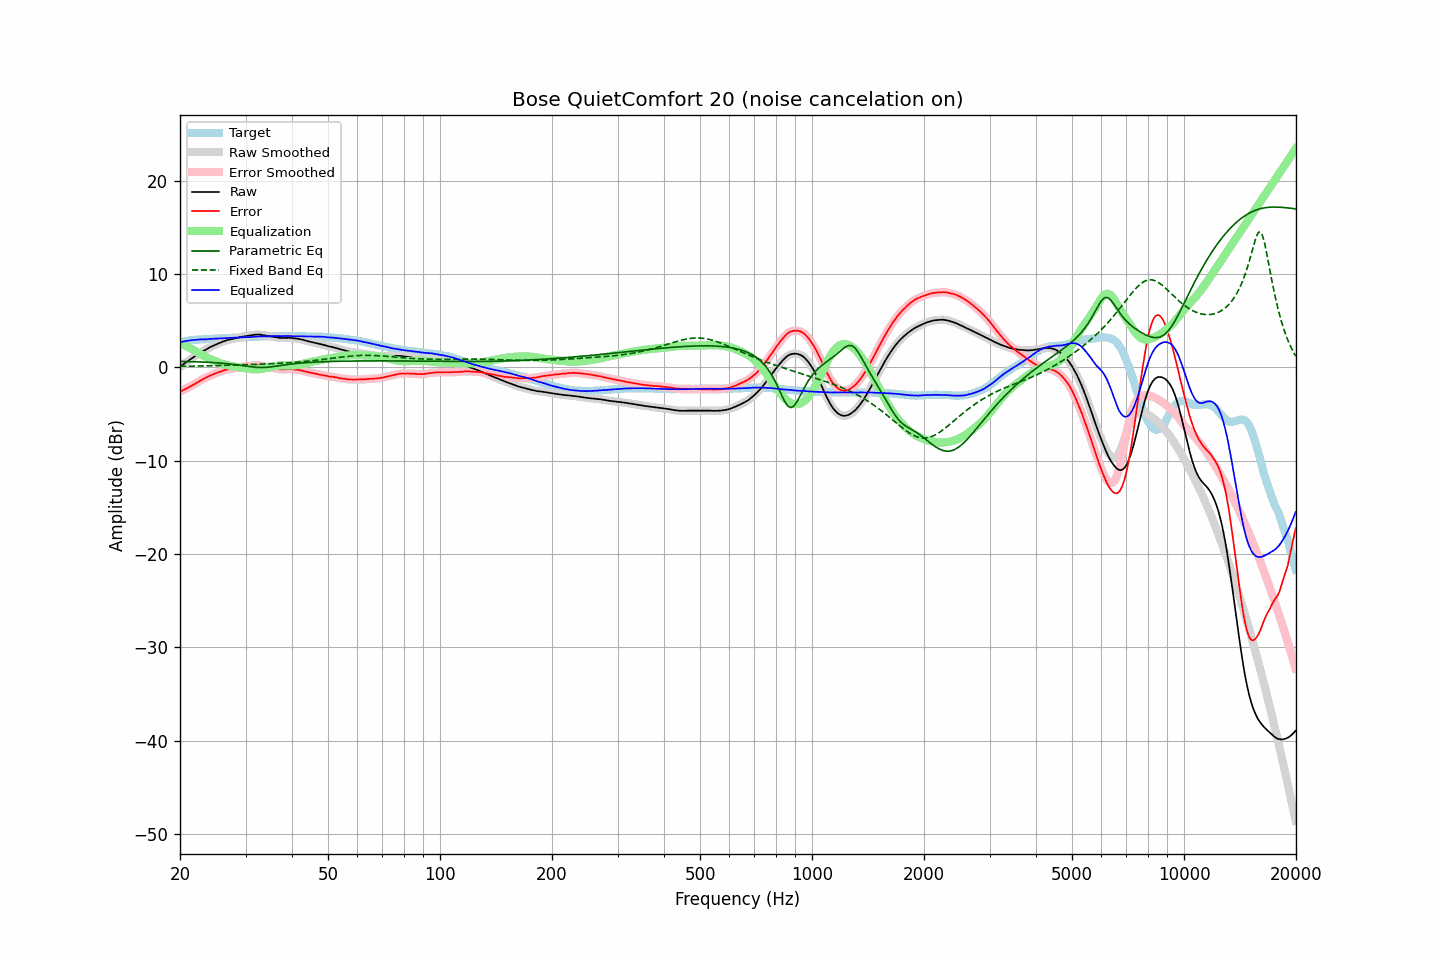 Bose QuietComfort 20 (noise cancelation on)
Target
Raw Smoothed
Error Smoothed
Raw
Error
Equalization
Parametric Eq
Fixed Band Eq
Equalized
20
10
0
−10
−20
−30
−40
−50
Amplitude (dBr)
20
50
100
200
500
1000
2000
5000
10000
20000
Frequency (Hz)